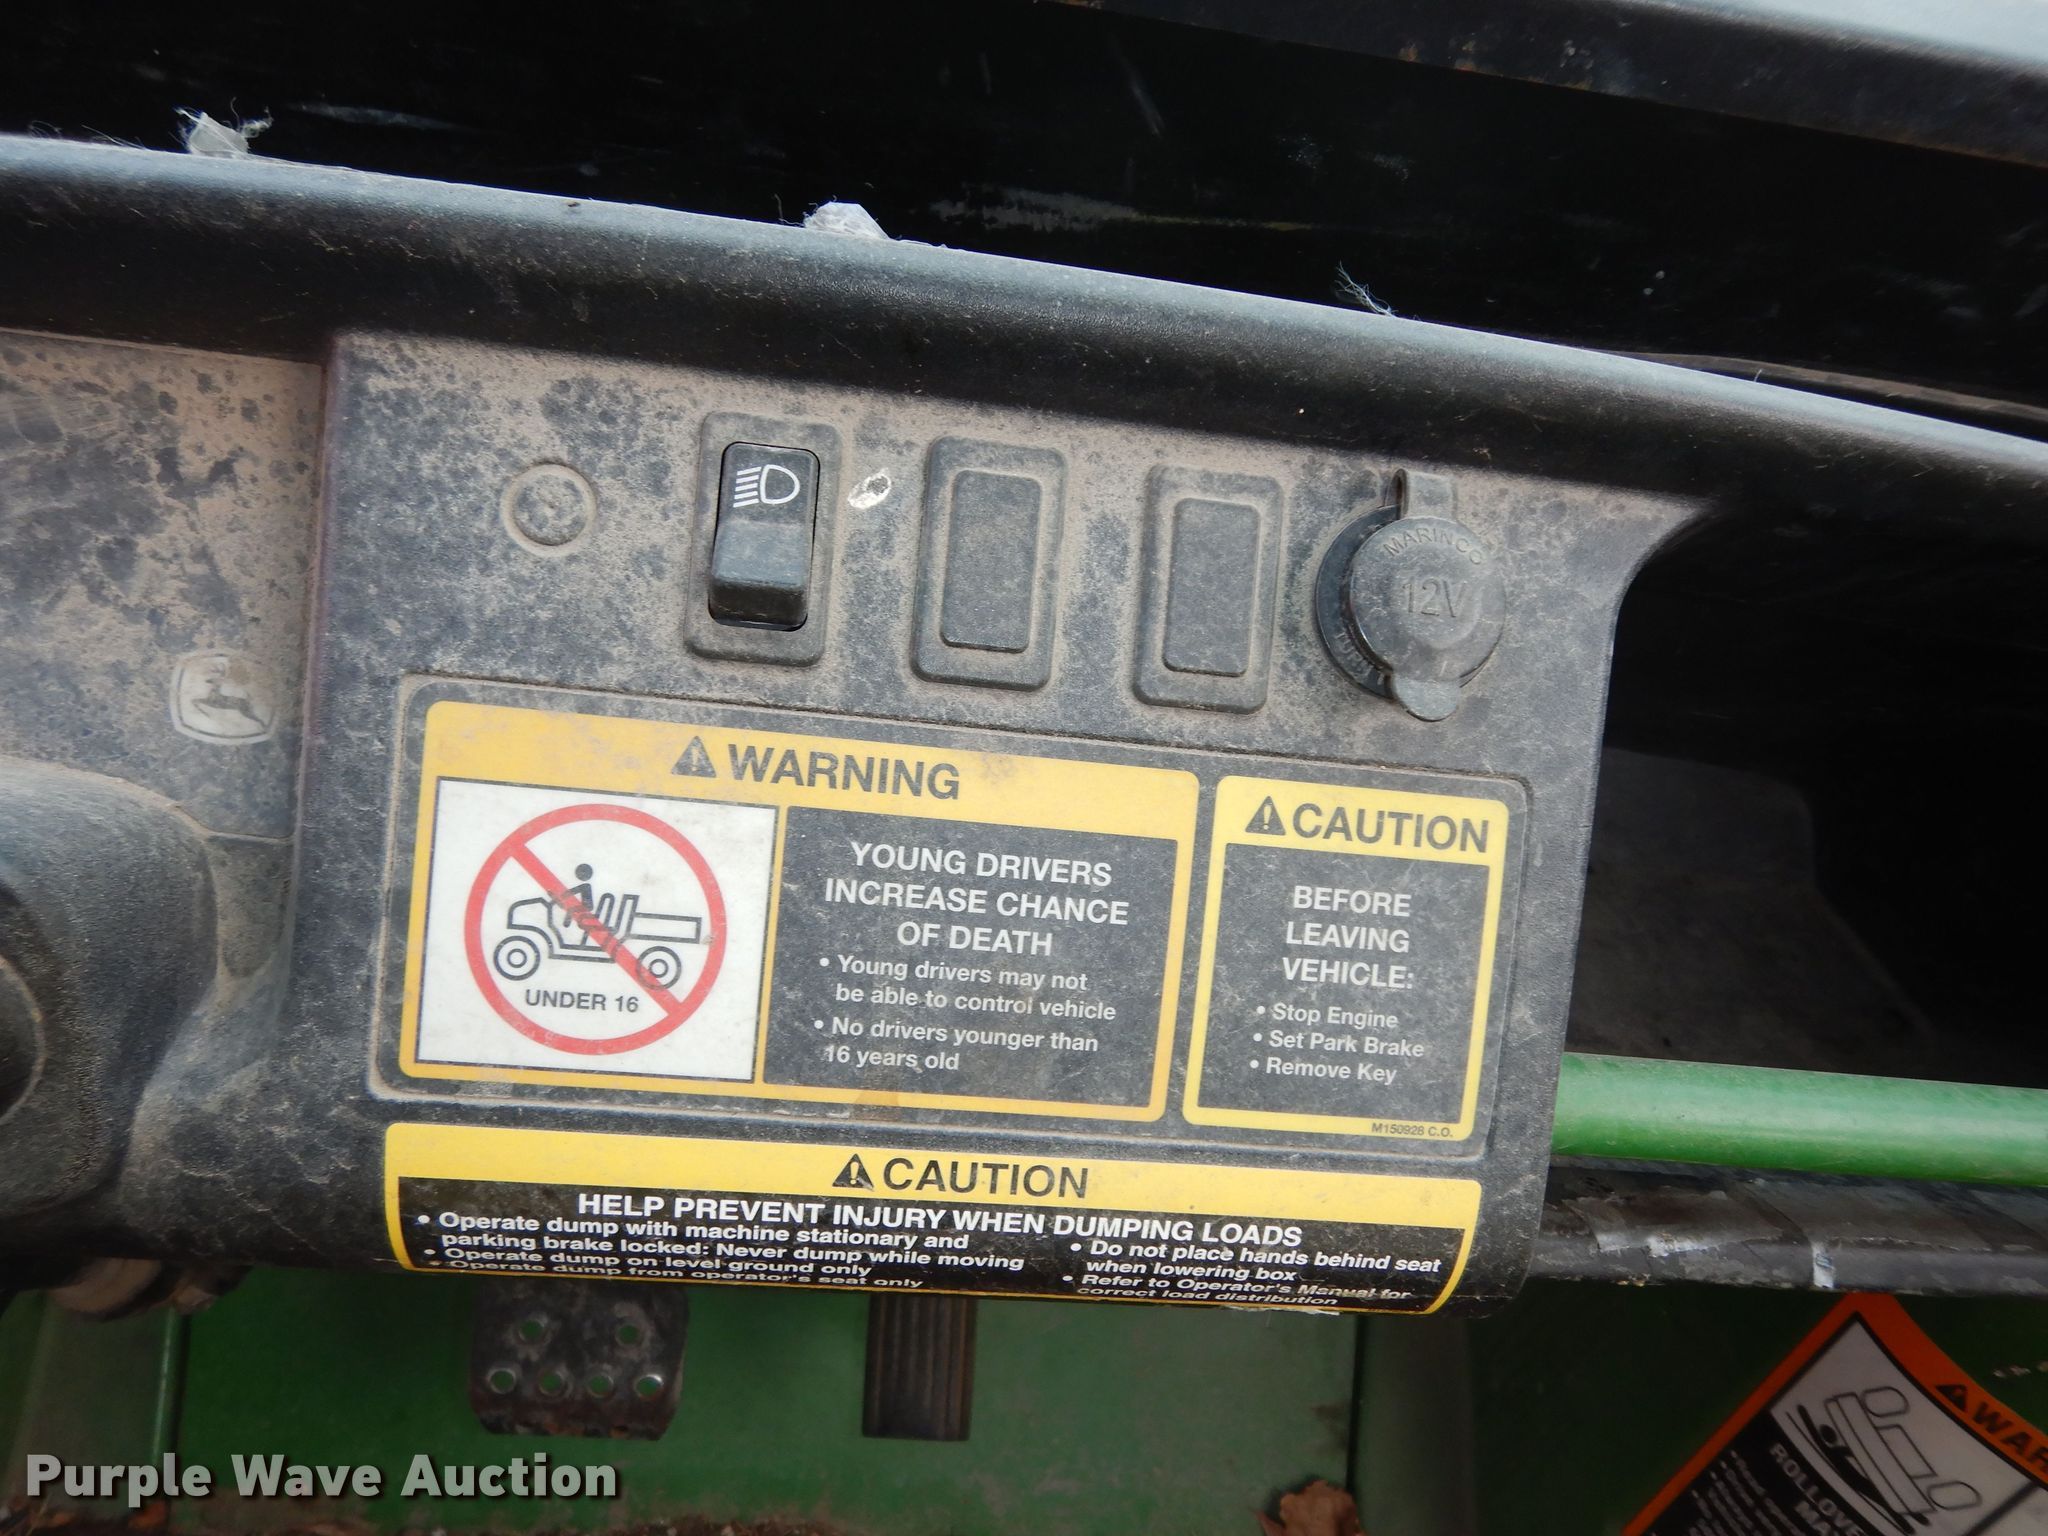 MARINCO
12V
WARNING
UNDER 16
YOUNG DRIVERS
INCREASE CHANCE
OF DEATH
• Young drivers may not
be able to control vehicle
• No drivers younger than
16 years old
CAUTION
BEFORE
LEAVING
VEHICLE:
• Stop Engine
• Set Park Brake
• Remove Key
M150928 C.O.
CAUTION
HELP PREVENT INJURY WHEN DUMPING LOADS
• Operate dump with machine stationary and
parking brake locked: Never dump while moving
• Operate dump on level ground only
• Operate dump from operator's seat only
• Do not place hands behind seat
when lowering box
• Refer to Operator's Manual for
correct load distribution
Purple Wave Auction